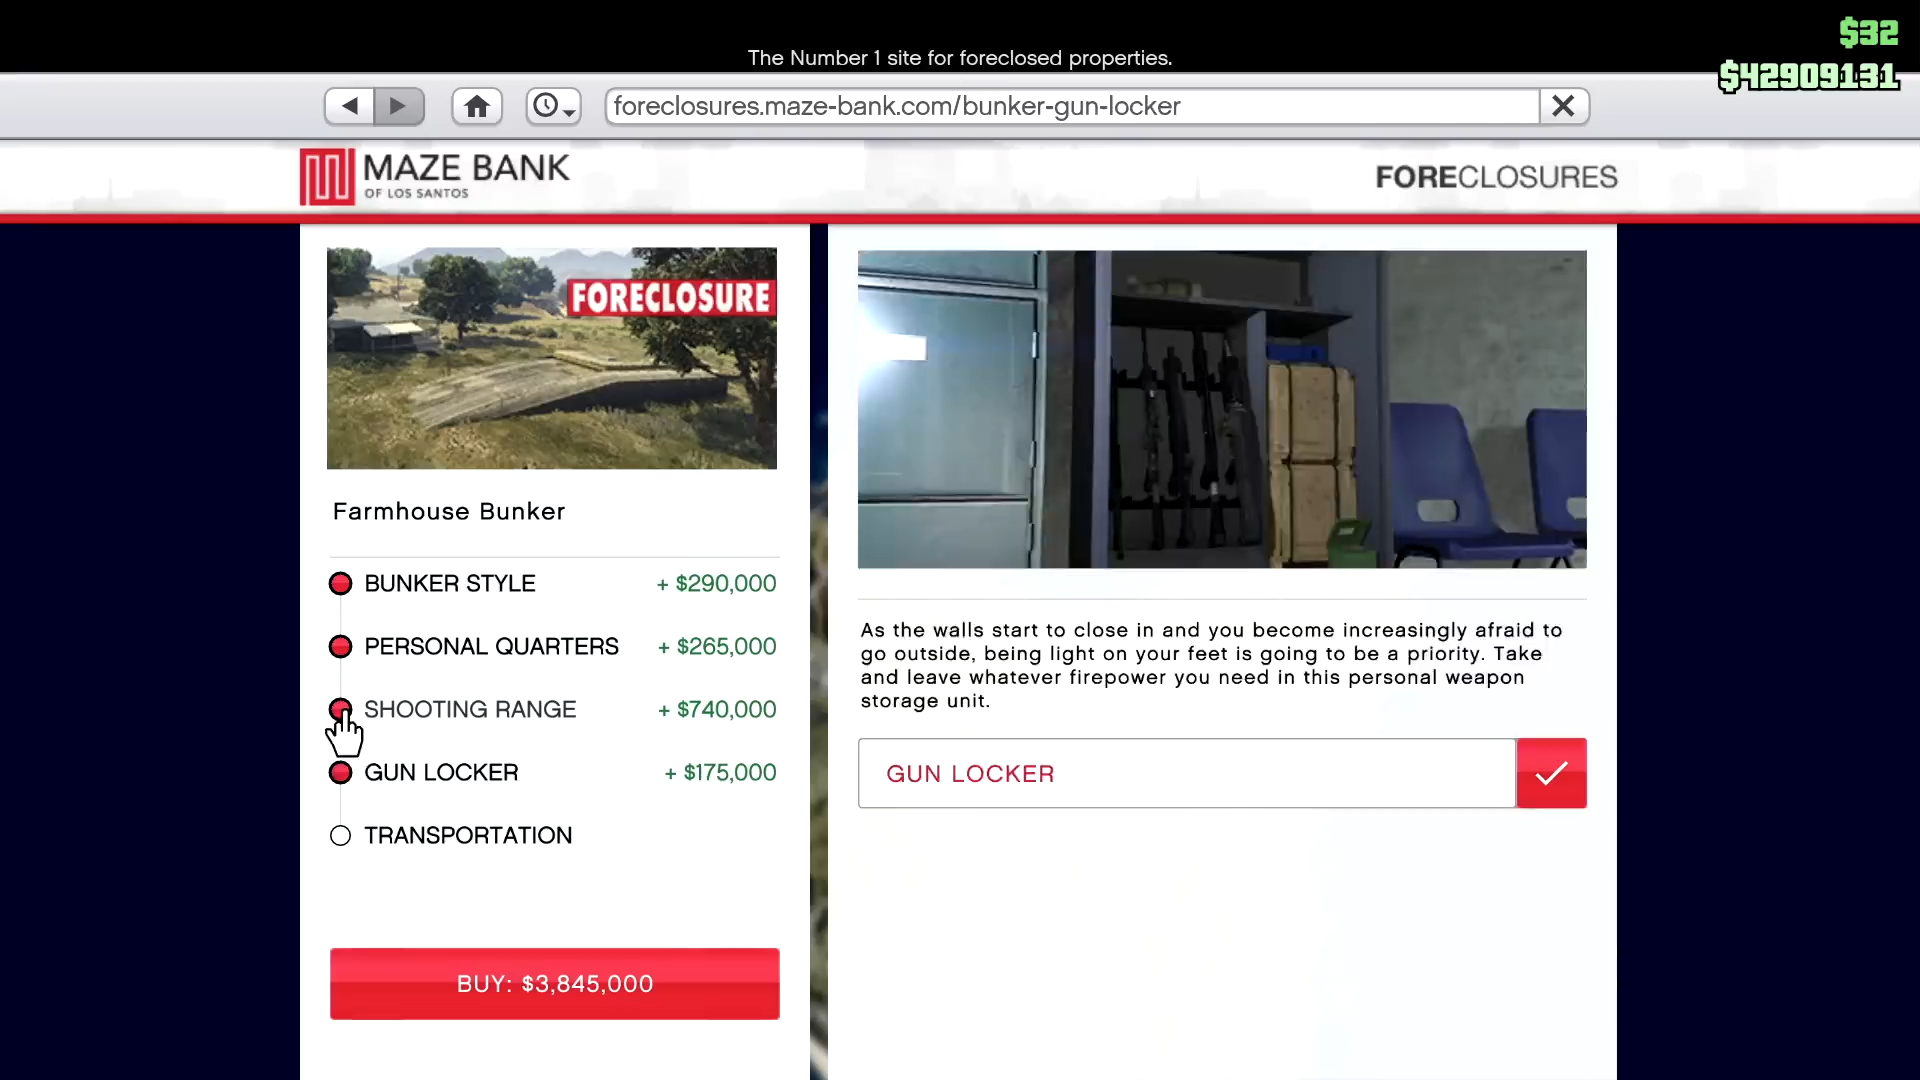 $32
The Number 1 site for foreclosed properties.
$42909131
foreclosures.maze-bank.com/bunker-gun-locker
MAZE BANK
OF LOS SANTOS
FORECLOSURES
FORECLOSURE
Farmhouse Bunker
BUNKER STYLE + $290,000
PERSONAL QUARTERS + $265,000
SHOOTING RANGE + $740,000
GUN LOCKER + $175,000
TRANSPORTATION
BUY: $3,845,000
As the walls start to close in and you become increasingly afraid to
go outside, being light on your feet is going to be a priority. Take
and leave whatever firepower you need in this personal weapon
storage unit.
GUN LOCKER